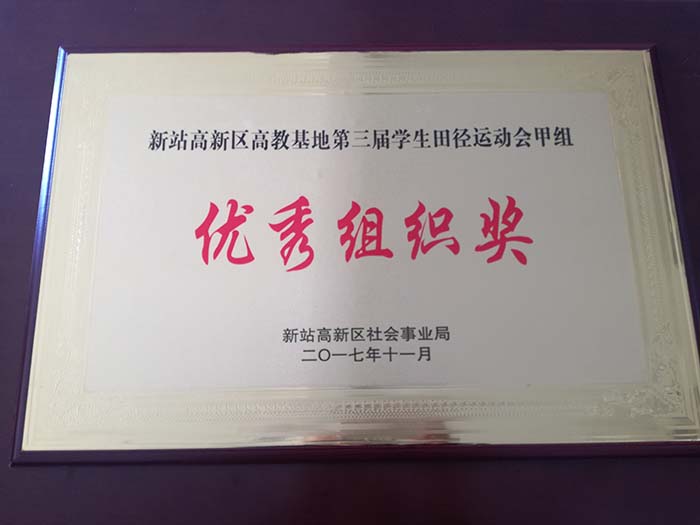 新站高新区高教基地第三届学生田径运动会甲组
优秀组织奖
新站高新区社会事业局
二〇一七年十一月